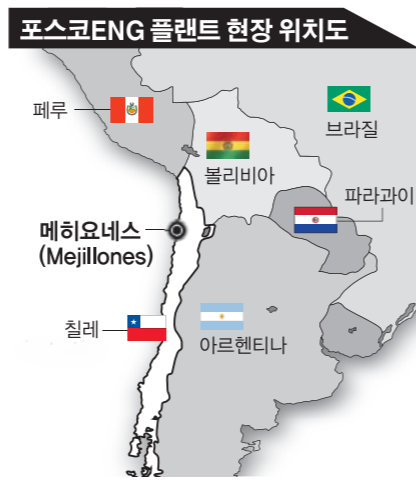 포스코ENG 플랜트 현장 위치도
페루
브라질
볼리비아
파라과이
메히요네스
(Mejillones)
칠레
아르헨티나